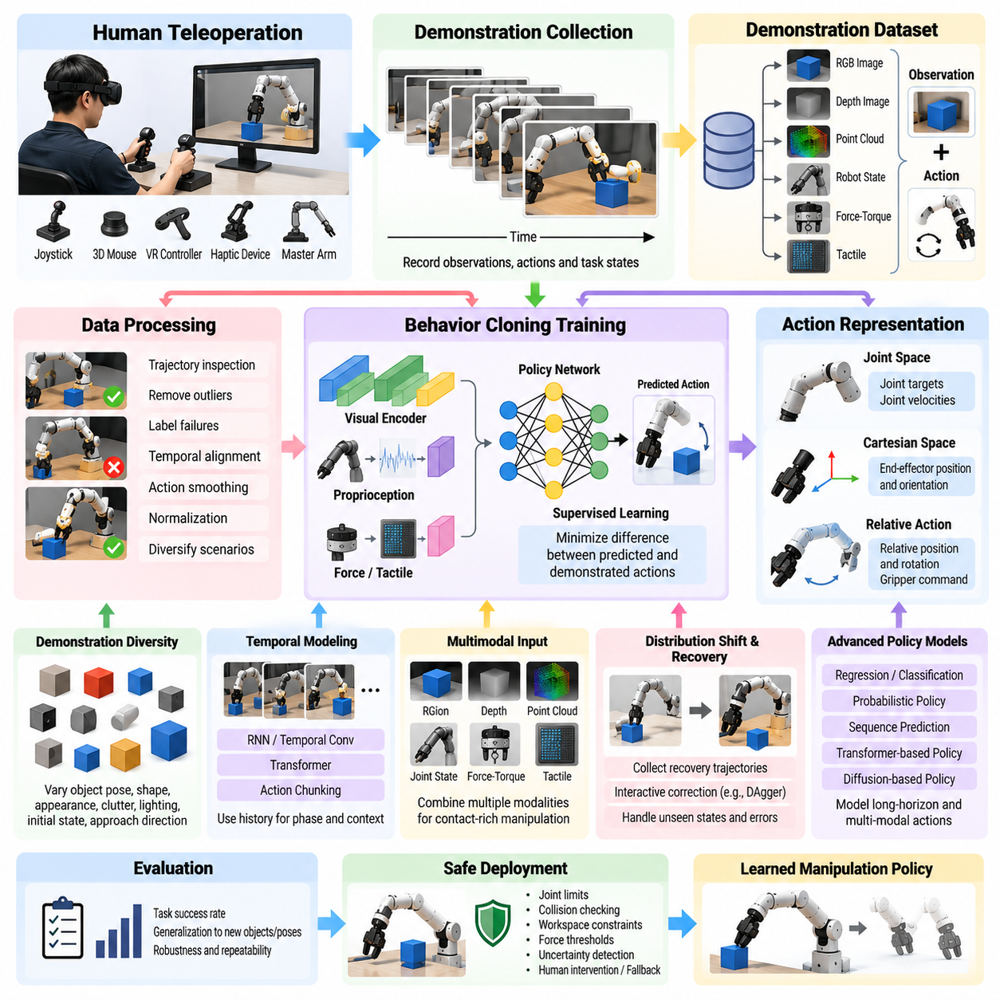 Human Teleoperation
Joystick
3D Mouse
VR Controller
Haptic Device
Master Arm
Demonstration Collection
Time
Record observations, actions and task states
Demonstration Dataset
RGB Image
Depth Image
Point Cloud
Robot State
Force-Torque
Tactile
Observation
+
Action
Data Processing
Trajectory inspection
Remove outliers
Label failures
Temporal alignment
Action smoothing
Normalization
Diversify scenarios
Behavior Cloning Training
Visual Encoder
Proprioception
Force / Tactile
Policy Network
Predicted Action
Supervised Learning
Minimize difference
between predicted and
demonstrated actions
Action Representation
Joint Space
Joint targets
Joint velocities
Cartesian Space
End-effector position
and orientation
Relative Action
Relative position
and rotation
Gripper command
Demonstration Diversity
Vary object pose, shape,
appearance, clutter, lighting,
initial state, approach direction
Temporal Modeling
...
RNN / Temporal Conv
Transformer
Action Chunking
Use history for phase and context
Multimodal Input
RGion
Depth
Point Cloud
Joint State
Force-Torque
Tactile
Combine multiple modalities
for contact-rich manipulation
Distribution Shift &
Recovery
Collect recovery trajectories
Interactive correction (e.g., DAgger)
Handle unseen states and errors
Advanced Policy Models
Regression / Classification
Probabilistic Policy
Sequence Prediction
Transformer-based Policy
Diffusion-based Policy
Model long-horizon and
multi-modal actions
Evaluation
Task success rate
Generalization to new objects/poses
Robustness and repeatability
Safe Deployment
• Joint limits
• Collision checking
• Workspace constraints
• Force thresholds
• Uncertainty detection
• Human intervention / Fallback
Learned Manipulation Policy